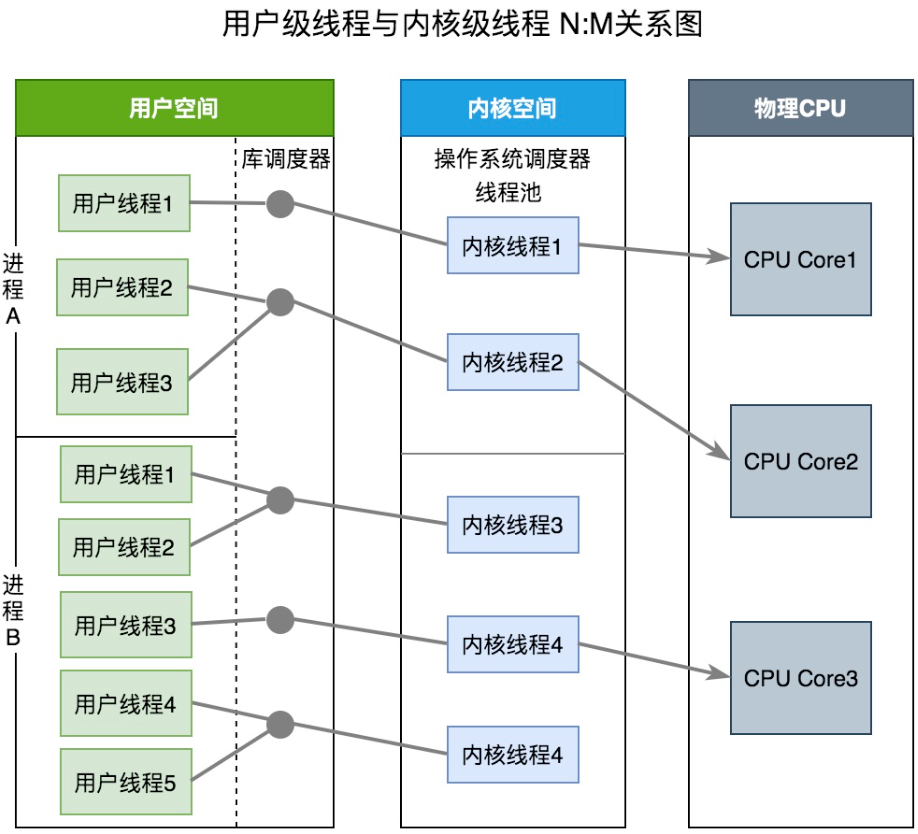 用户级线程与内核级线程 N:M关系图
用户空间
内核空间
物理CPU
库调度器
操作系统调度器
线程池
进程A
用户线程1
用户线程2
用户线程3
进程B
用户线程1
用户线程2
用户线程3
用户线程4
用户线程5
内核线程1
内核线程2
内核线程3
内核线程4
内核线程4
CPU Core1
CPU Core2
CPU Core3